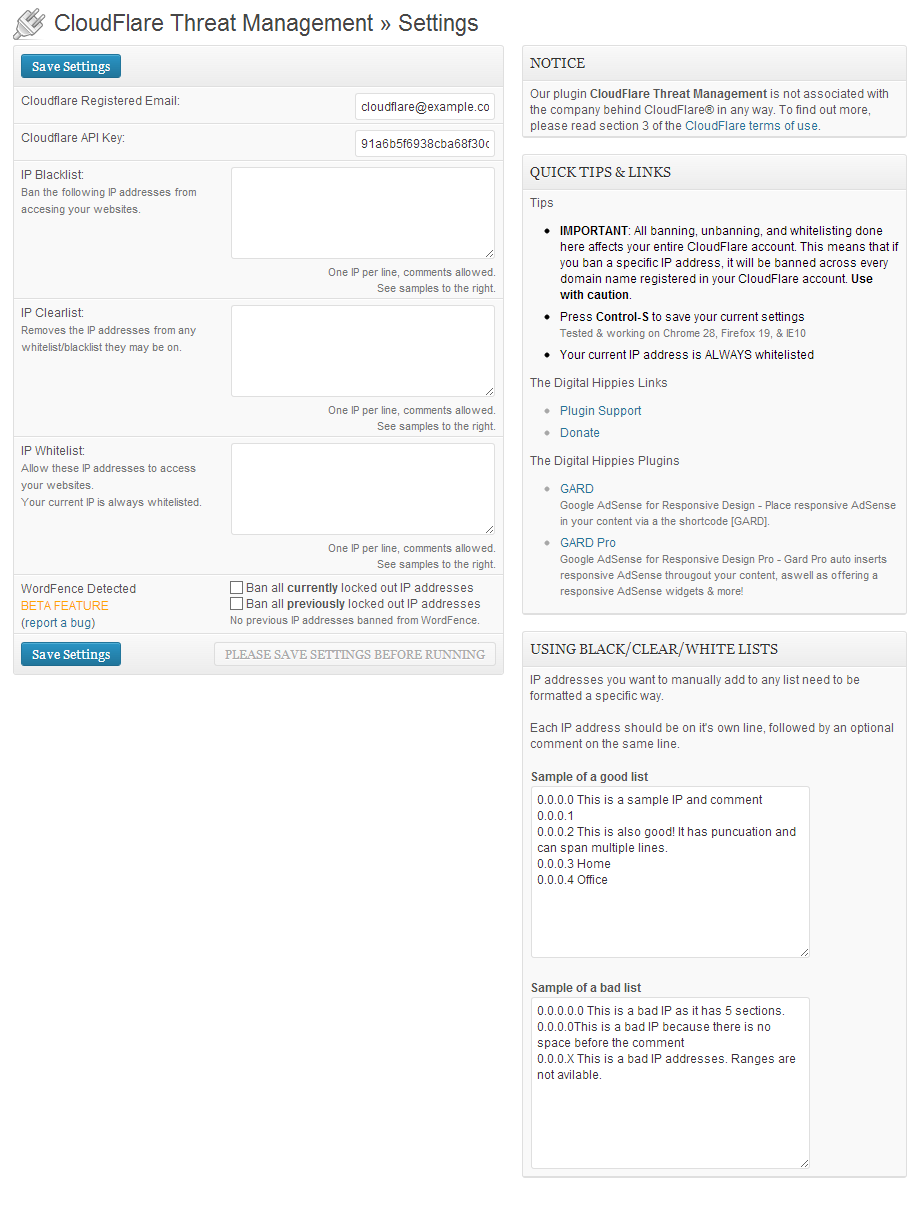 CloudFlare Threat Management » Settings
Save Settings
Cloudflare Registered Email:
cloudflare@example.co
Cloudflare API Key:
91a6b5f6938cba68f30c
IP Blacklist:
Ban the following IP addresses from
accesing your websites.
One IP per line, comments allowed.
See samples to the right.
IP Clearlist:
Removes the IP addresses from any
whitelist/blacklist they may be on.
One IP per line, comments allowed.
See samples to the right.
IP Whitelist:
Allow these IP addresses to access
your websites.
Your current IP is always whitelisted.
One IP per line, comments allowed.
See samples to the right.
WordFence Detected
BETA FEATURE
(report a bug)
Ban all currently locked out IP addresses
Ban all previously locked out IP addresses
No previous IP addresses banned from WordFence.
Save Settings
PLEASE SAVE SETTINGS BEFORE RUNNING
NOTICE
Our plugin CloudFlare Threat Management is not associated with
the company behind CloudFlare® in any way. To find out more,
please read section 3 of the CloudFlare terms of use.
QUICK TIPS & LINKS
Tips
IMPORTANT: All banning, unbanning, and whitelisting done
here affects your entire CloudFlare account. This means that if
you ban a specific IP address, it will be banned across every
domain name registered in your CloudFlare account. Use
with caution.
Press Control-S to save your current settings
Tested & working on Chrome 28, Firefox 19, & IE10
Your current IP address is ALWAYS whitelisted
The Digital Hippies Links
Plugin Support
Donate
The Digital Hippies Plugins
GARD
Google AdSense for Responsive Design - Place responsive AdSense
in your content via a the shortcode [GARD].
GARD Pro
Google AdSense for Responsive Design Pro - Gard Pro auto inserts
responsive AdSense througout your content, aswell as offering a
responsive AdSense widgets & more!
USING BLACK/CLEAR/WHITE LISTS
IP addresses you want to manually add to any list need to be
formatted a specific way.
Each IP address should be on it's own line, followed by an optional
comment on the same line.
Sample of a good list
0.0.0.0 This is a sample IP and comment
0.0.0.1
0.0.0.2 This is also good! It has puncuation and
can span multiple lines.
0.0.0.3 Home
0.0.0.4 Office
Sample of a bad list
0.0.0.0.0 This is a bad IP as it has 5 sections.
0.0.0.0This is a bad IP because there is no
space before the comment
0.0.0.X This is a bad IP addresses. Ranges are
not avilable.